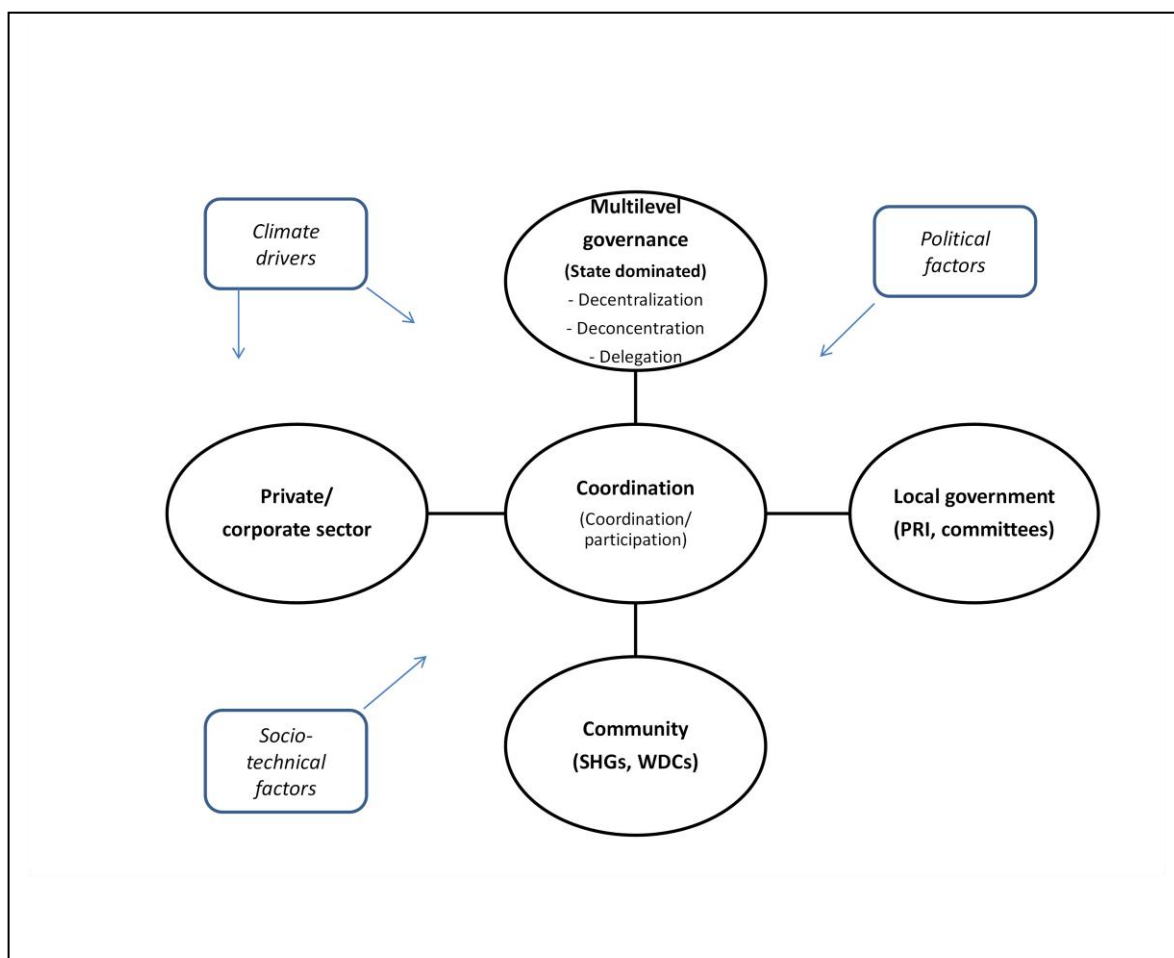 Climate
drivers
Multilevel
governance
(State dominated)
- Decentralization
- Deconcentration
- Delegation
Political
factors
Private/
corporate sector
Coordination
(Coordination/
participation)
Local government
(PRI, committees)
Socio-
technical
factors
Community
(SHGs, WDCs)